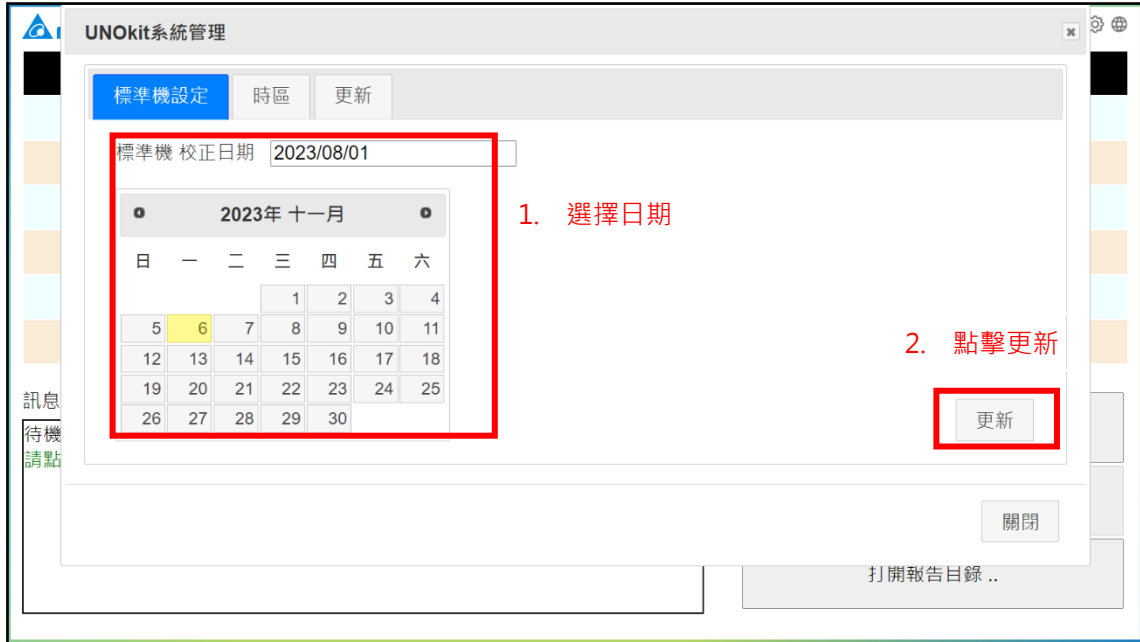 UNOkit系統管理
標準機設定 時區 更新
標準機 校正日期 2023/08/01
2023年 十一月
1. 選擇日期
日 一 二 三 四 五 六
1 2 3 4
5 6 7 8 9 10 11
12 13 14 15 16 17 18
19 20 21 22 23 24 25
26 27 28 29 30
2. 點擊更新
更新
訊息
待機
請點
關閉
打開報告目錄 ..